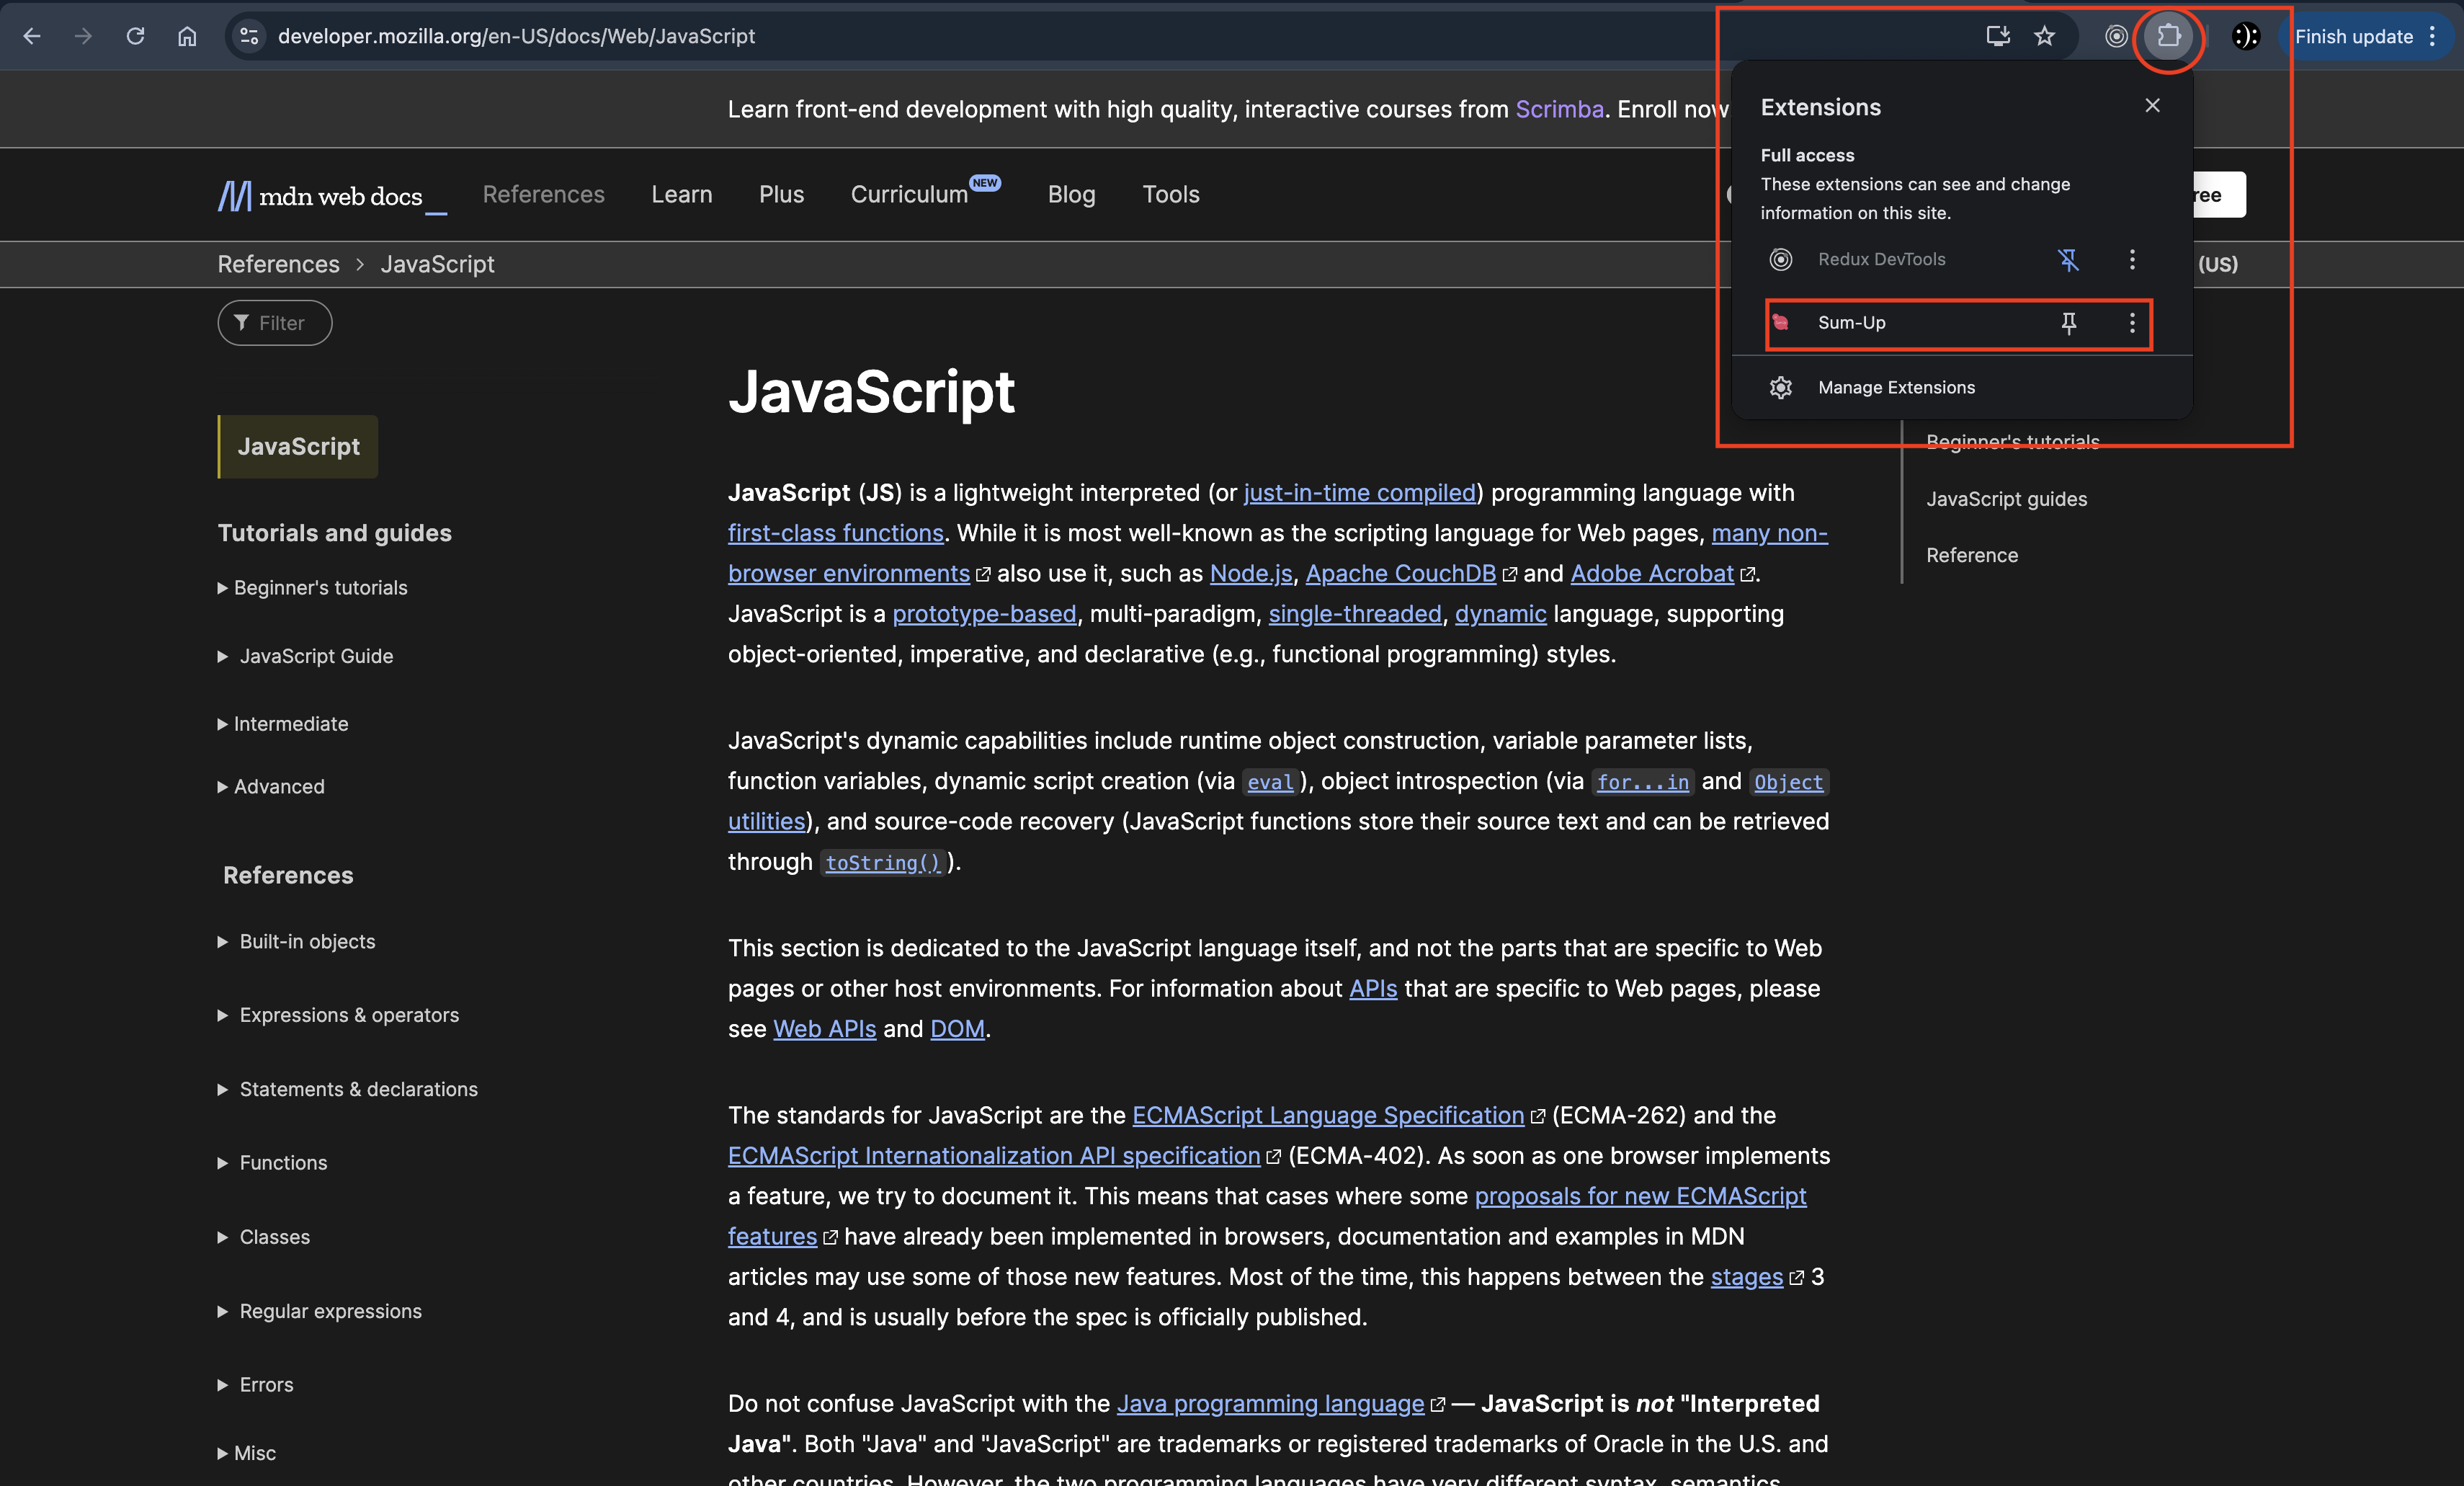 developer.mozilla.org/en-US/docs/Web/JavaScript
Finish update
Learn front-end development with high quality, interactive courses from Scrimba. Enroll now
Extensions
Full access
These extensions can see and change
information on this site.
Redux DevTools
Sum-Up
Manage Extensions
mdn web docs
References
Learn
Plus
Curriculum NEW
Blog
Tools
ree
References > JavaScript
(US)
Filter
JavaScript
Tutorials and guides
Beginner's tutorials
JavaScript Guide
Intermediate
Advanced
References
Built-in objects
Expressions & operators
Statements & declarations
Functions
Classes
Regular expressions
Errors
Misc
JavaScript
JavaScript (JS) is a lightweight interpreted (or just-in-time compiled) programming language with
first-class functions. While it is most well-known as the scripting language for Web pages, many non-
browser environments also use it, such as Node.js, Apache CouchDB and Adobe Acrobat.
JavaScript is a prototype-based, multi-paradigm, single-threaded, dynamic language, supporting
object-oriented, imperative, and declarative (e.g., functional programming) styles.
JavaScript's dynamic capabilities include runtime object construction, variable parameter lists,
function variables, dynamic script creation (via eval), object introspection (via for...in and Object
utilities), and source-code recovery (JavaScript functions store their source text and can be retrieved
through toString()).
This section is dedicated to the JavaScript language itself, and not the parts that are specific to Web
pages or other host environments. For information about APIs that are specific to Web pages, please
see Web APIs and DOM.
The standards for JavaScript are the ECMAScript Language Specification (ECMA-262) and the
ECMAScript Internationalization API specification (ECMA-402). As soon as one browser implements
a feature, we try to document it. This means that cases where some proposals for new ECMAScript
features have already been implemented in browsers, documentation and examples in MDN
articles may use some of those new features. Most of the time, this happens between the stages 3
and 4, and is usually before the spec is officially published.
Do not confuse JavaScript with the Java programming language — JavaScript is not "Interpreted
Java". Both "Java" and "JavaScript" are trademarks or registered trademarks of Oracle in the U.S. and
other countries. However, the two programming languages have very different syntax, semantics,
Beginner's tutorials
JavaScript guides
Reference